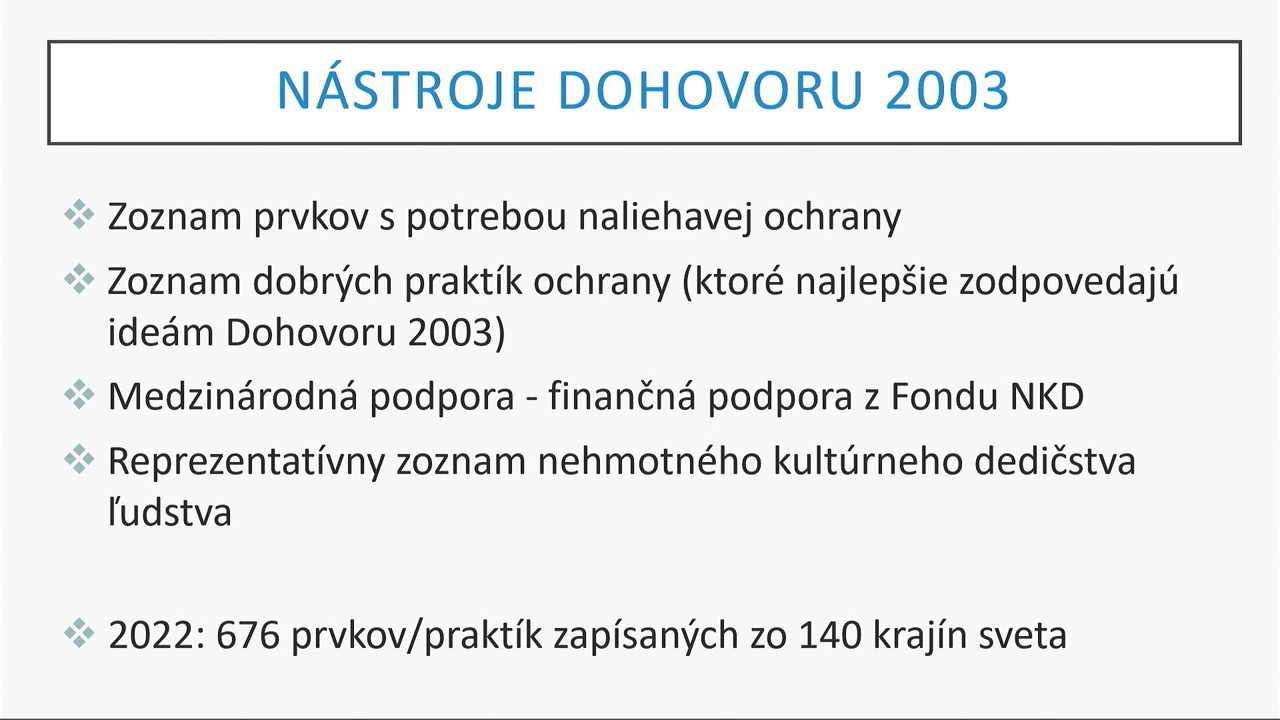 NÁSTROJE DOHOVORU 2003
Zoznam prvkov s potrebou naliehavej ochrany
Zoznam dobrých praktík ochrany (ktoré najlepšie zodpovedajú
ideám Dohovoru 2003)
Medzinárodná podpora - finančná podpora z Fondu NKD
Reprezentatívny zoznam nehmotného kultúrneho dedičstva
ľudstva
2022: 676 prvkov/praktík zapísaných zo 140 krajín sveta